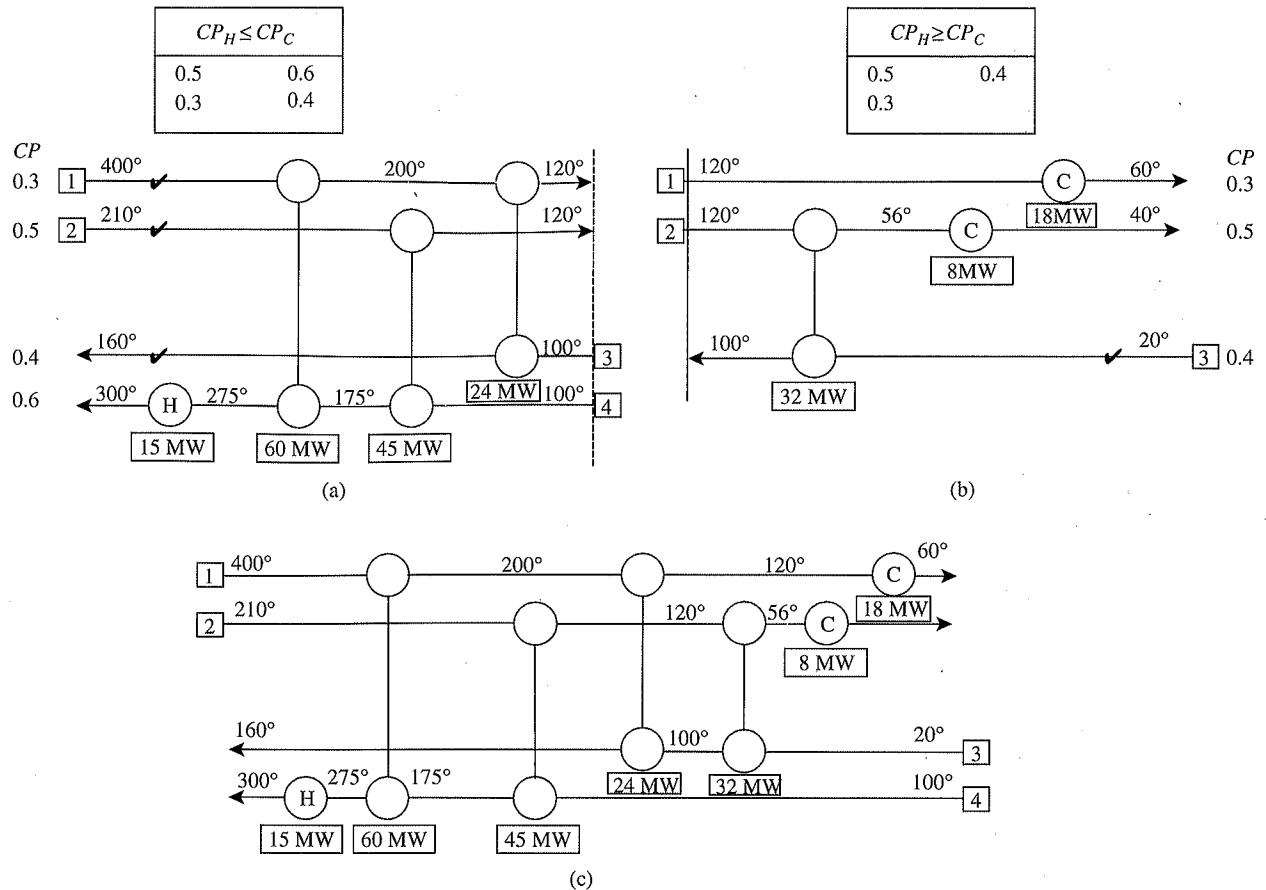 CP_H ≤ CP_C
0.5 0.6
0.3 0.4
CP_H ≥ CP_C
0.5 0.4
0.3
CP
0.3 1 400° 200° 120°
0.5 2 210° 120°
0.4 160° 100° 3
24 MW
0.6 300° H 275° 175° 100° 4
15 MW 60 MW 45 MW
(a)
CP
1 120° C 60° 0.3
18MW
2 120° 56° C 40° 0.5
8MW
100° 20° 3 0.4
32 MW
(b)
1 400° 200° 120° C 60°
18 MW
2 210° 120° 56° C
8 MW
160° 100° 20° 3
24 MW 32 MW
300° H 275° 175° 100° 4
15 MW 60 MW 45 MW
(c)